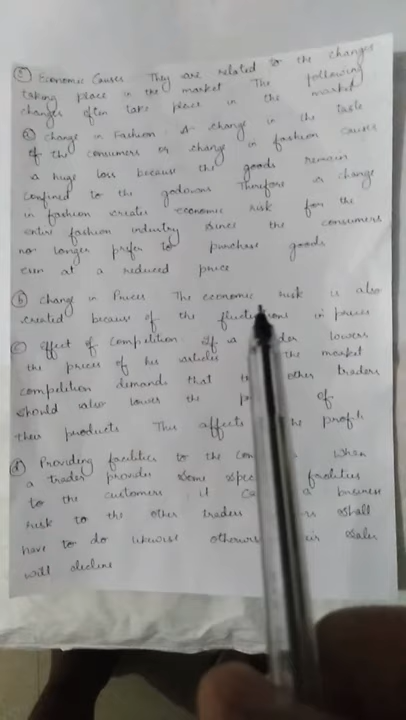 ② Economic Causes They are related to the changes
taking place in the market The following
changes often take place in the market
ⓐ change in Fashion A change in the taste
of the consumers or change in fashion causes
a huge loss because the goods remain
confined to the godowns Therefore a change
in fashion creates economic risk for the
entire fashion industry since the consumers
no longer prefer to purchase goods
even at a reduced price
ⓑ change in Prices The economic risk is also
created because of the in prices
ⓒ Effect of Competition If a lowers
the prices of his articles the market
competition demands that other traders
should also lower the of
their products This affects the profit
ⓓ Providing facilities to the When
a trader provides some special
to the customers it a business
risk to the other traders shall
have to do likewise sales
will decline